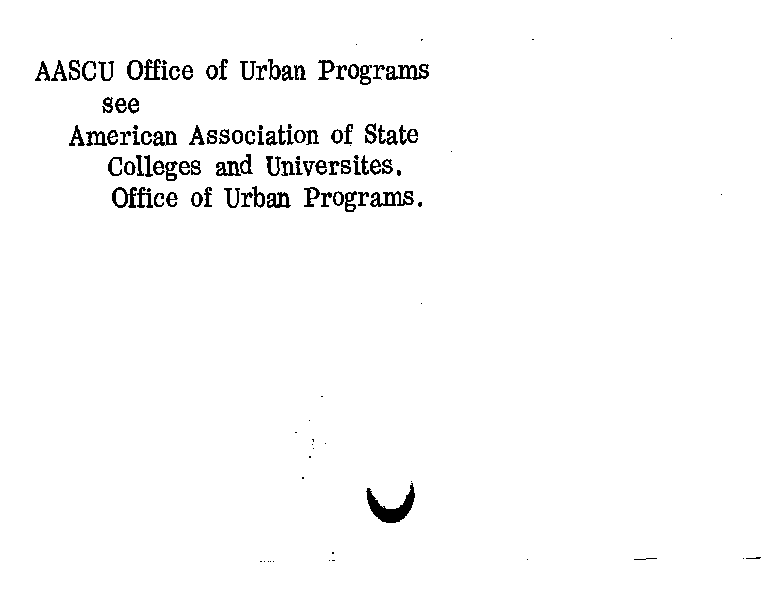 AASCU Office of Urban Programs
see
American Association of State
Colleges and Universites.
Office of Urban Programs.